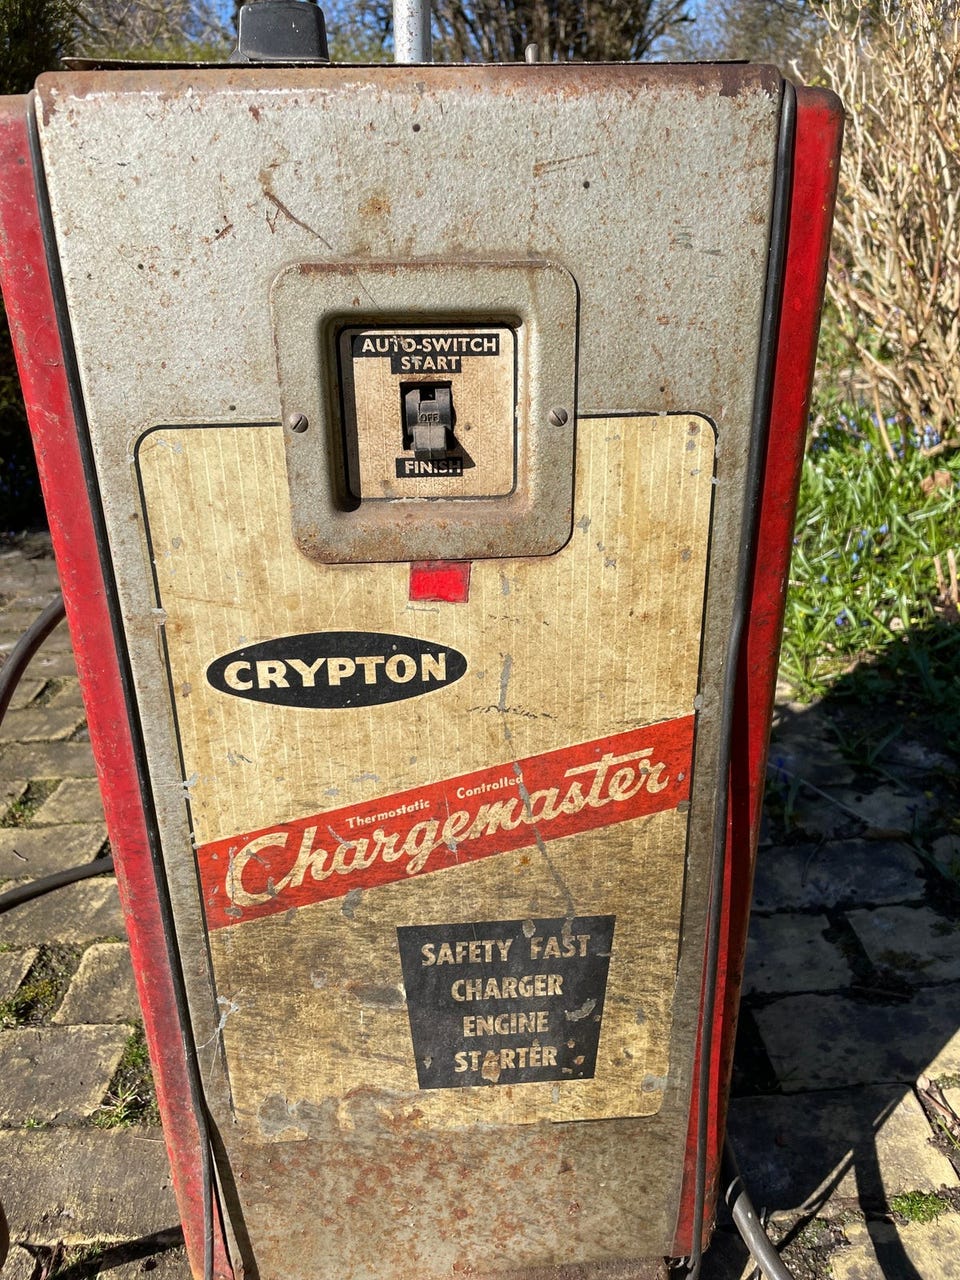 AUTO-SWITCH
START
OFF
FINISH
CRYPTON
Thermostatic Controlled
Chargemaster
SAFETY FAST
CHARGER
ENGINE
STARTER